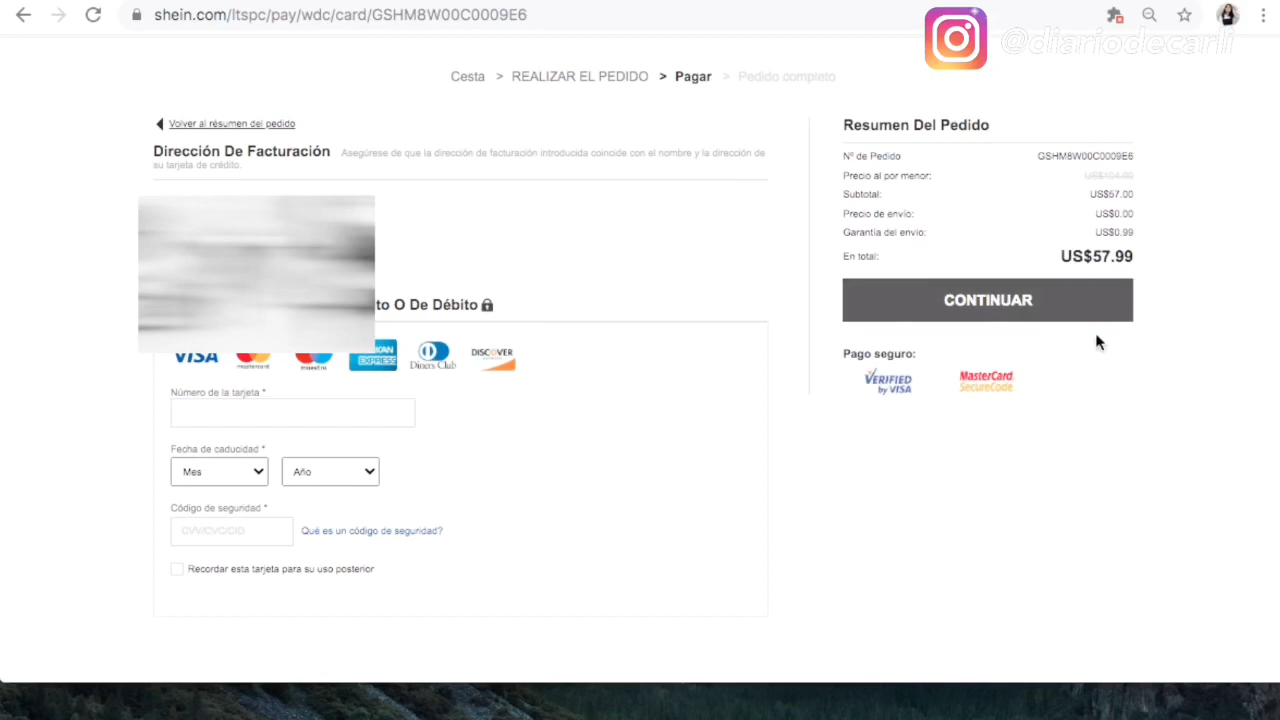 shein.com/ltspc/pay/wdc/card/GSHM8W00C0009E6
@diariodecarli
Cesta > REALIZAR EL PEDIDO > Pagar > Pedido completo
Volver al résumen del pedido
Dirección De Facturación Asegúrese de que la dirección de facturación introducida coincide con el nombre y la dirección de
su tarjeta de crédito.
to O De Débito
VISA mastercard maestro AMERICAN EXPRESS Diners Club DISCOVER
Número de la tarjeta *
Fecha de caducidad *
Mes Año
Código de seguridad *
CVV/CVC/CID Qué es un código de seguridad?
Recordar esta tarjeta para su uso posterior
Resumen Del Pedido
Nº de Pedido GSHM8W00C0009E6
Precio al por menor: US$104.00
Subtotal: US$57.00
Precio de envío: US$0.00
Garantía del envío: US$0.99
En total: US$57.99
CONTINUAR
Pago seguro:
VERIFIED by VISA MasterCard SecureCode